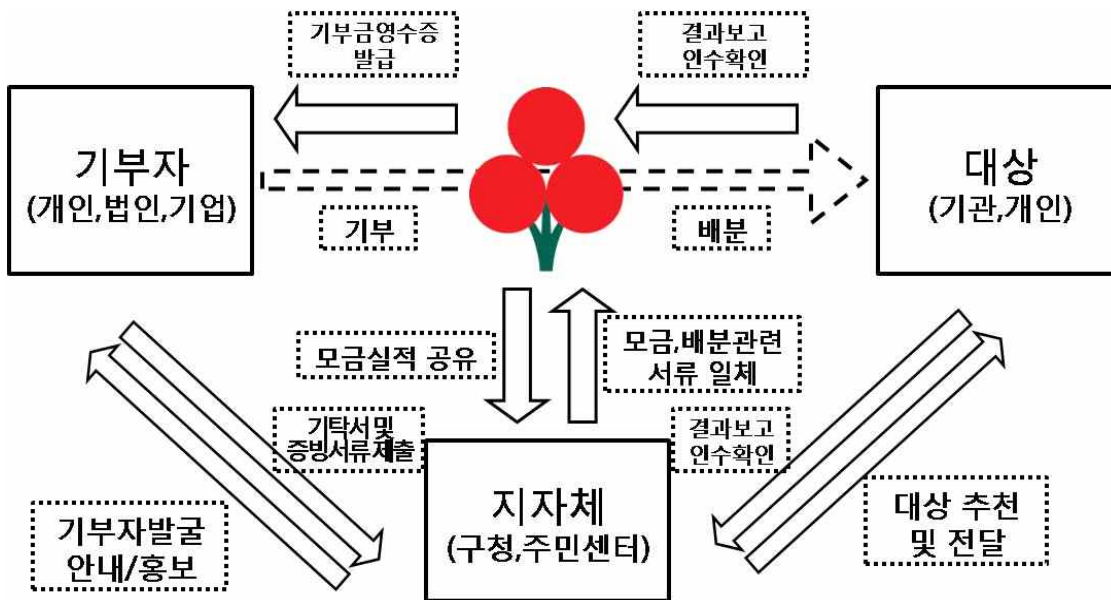 기부금영수증
발급
결과보고
인수확인
기부자
(개인,법인,기업)
대상
(기관,개인)
기부
배분
모금실적 공유
모금,배분관련
서류 일체
기탁서 및
증빙서류 제출
결과보고
인수확인
지자체
(구청,주민센터)
기부자발굴
안내/홍보
대상 추천
및 전달